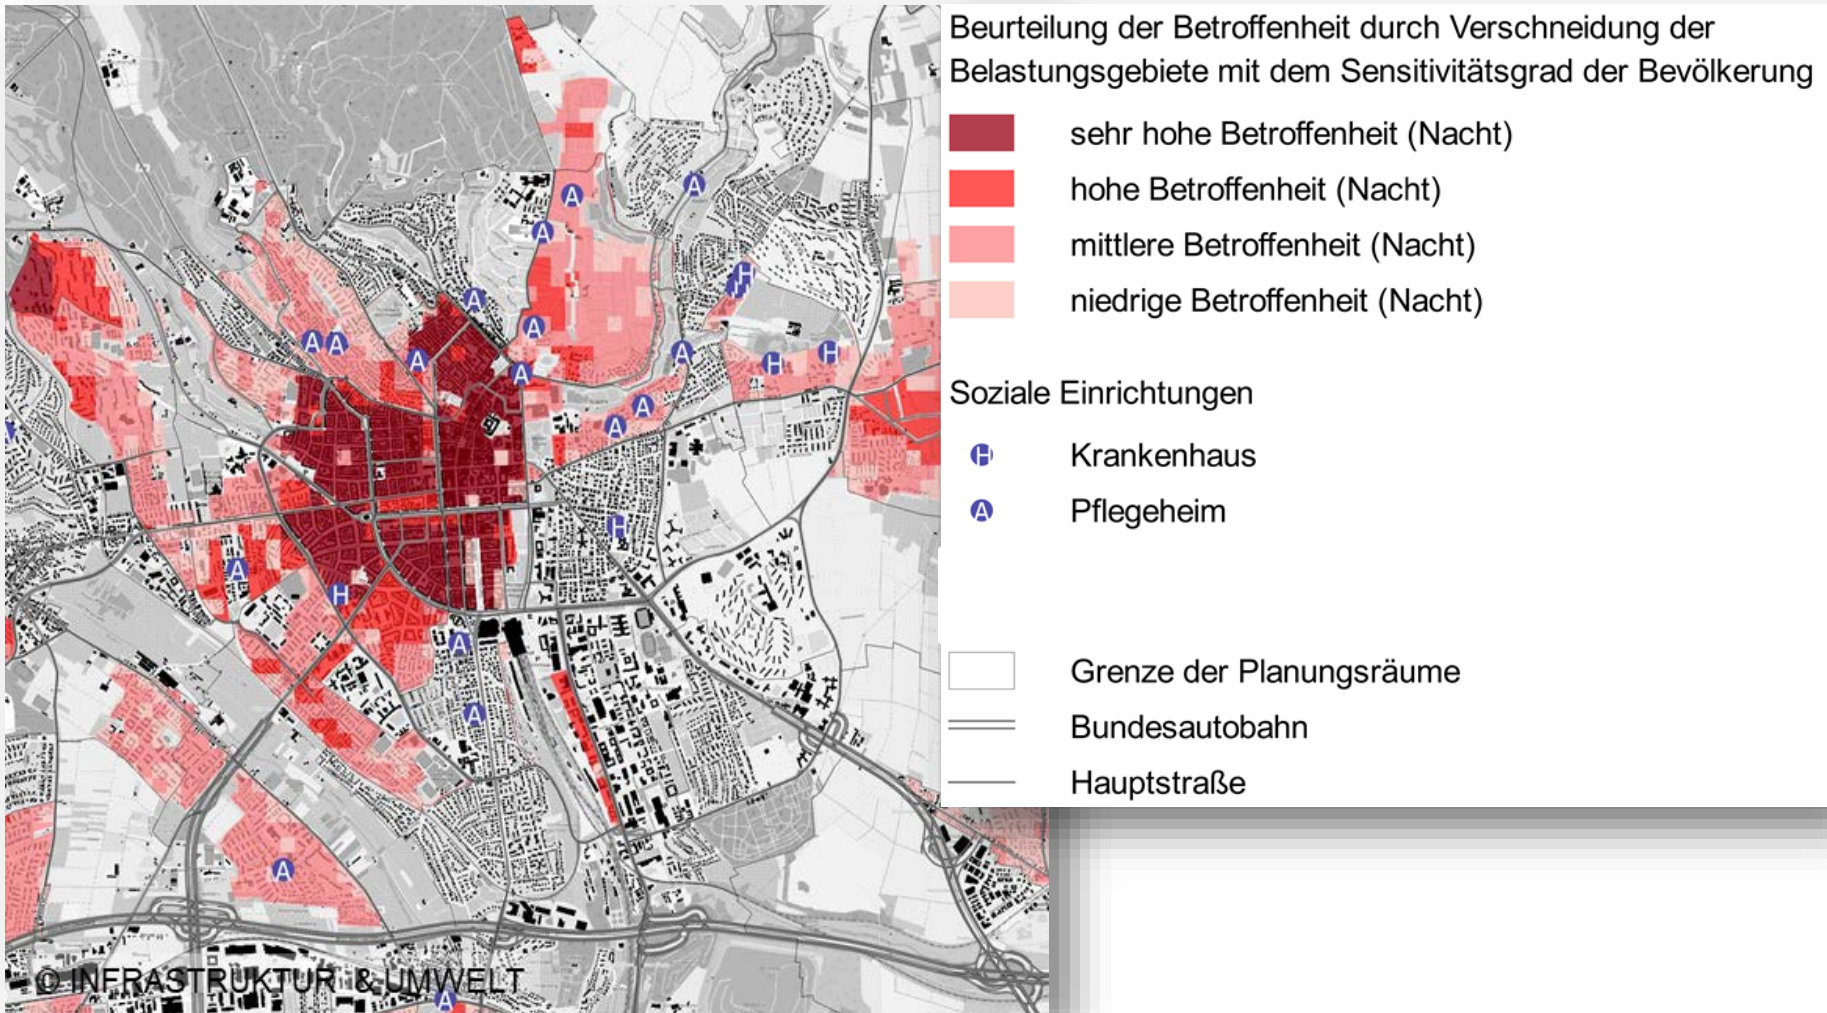 Beurteilung der Betroffenheit durch Verschneidung der
Belastungsgebiete mit dem Sensitivitätsgrad der Bevölkerung
sehr hohe Betroffenheit (Nacht)
hohe Betroffenheit (Nacht)
mittlere Betroffenheit (Nacht)
niedrige Betroffenheit (Nacht)
Soziale Einrichtungen
H Krankenhaus
A Pflegeheim
Grenze der Planungsräume
Bundesautobahn
Hauptstraße
A
A
A
H
A
A
A
A
A
A
H
H
A
A
A
A
H
A
H
A
A
A
© INFRASTRUKTUR & UMWELT
A